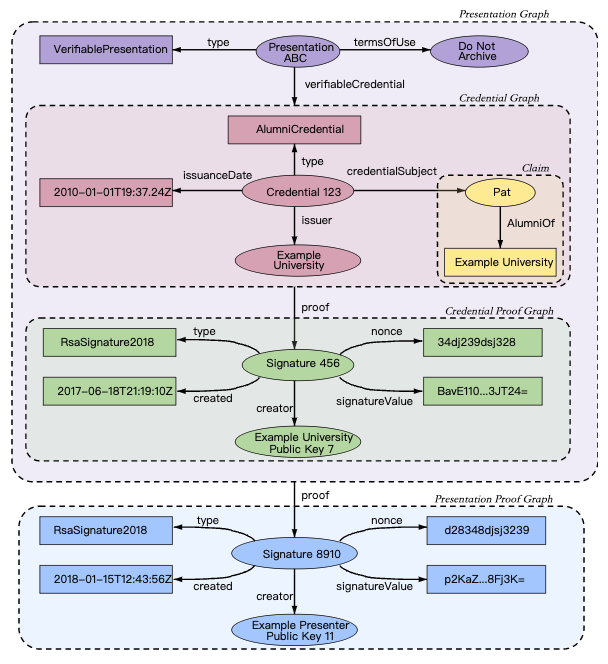 Presentation Graph
VerifiablePresentation
type
Presentation
ABC
termsOfUse
Do Not
Archive
verifiableCredential
Credential Graph
AlumniCredential
type
issuanceDate
credentialSubject
Claim
2010-01-01T19:37.24Z
Credential 123
Pat
issuer
AlumniOf
Example
University
Example University
proof
Credential Proof Graph
type
nonce
RsaSignature2018
34dj239dsj328
Signature 456
2017-06-18T21:19:10Z
BavE110...3JT24=
created
creator
signatureValue
Example University
Public Key 7
proof
Presentation Proof Graph
type
nonce
RsaSignature2018
d28348djsj3239
Signature 8910
2018-01-15T12:43:56Z
p2KaZ...8Fj3K=
created
creator
signatureValue
Example Presenter
Public Key 11